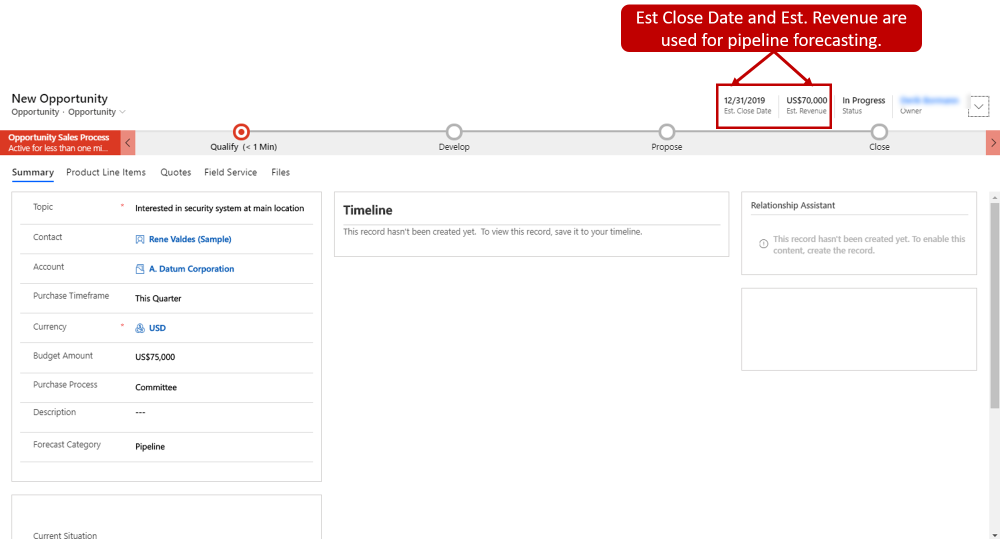 Est Close Date and Est. Revenue are
used for pipeline forecasting.
New Opportunity
Opportunity · Opportunity
12/31/2019
Est. Close Date
US$70,000
Est. Revenue
In Progress
Status
Owner
Opportunity Sales Process
Active for less than one mi...
Qualify (< 1 Min)
Develop
Propose
Close
Summary
Product Line Items
Quotes
Field Service
Files
Topic * Interested in security system at main location
Contact Rene Valdes (Sample)
Account A. Datum Corporation
Purchase Timeframe This Quarter
Currency * USD
Budget Amount US$75,000
Purchase Process Committee
Description ---
Forecast Category Pipeline
Current Situation
Timeline
This record hasn't been created yet. To view this record, save it to your timeline.
Relationship Assistant
This record hasn't been created yet. To enable this
content, create the record.